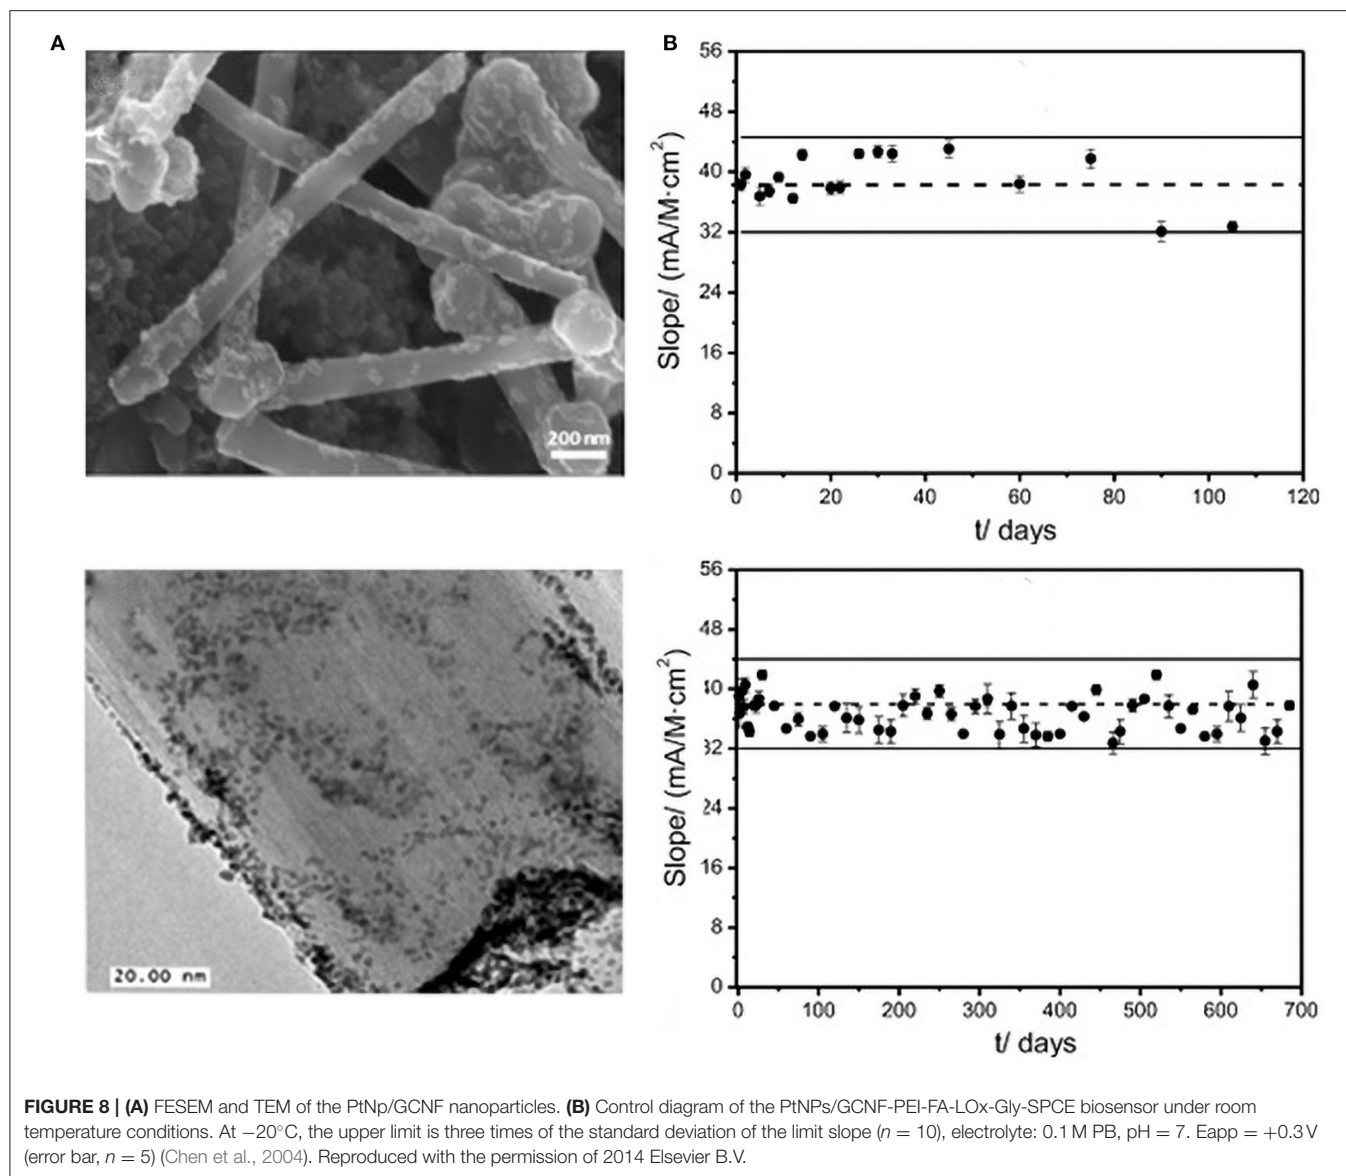 A
200 nm
20.00 nm
B
56
48
40
32
24
16
8
0
Slope/ (mA/M·cm²)
0 20 40 60 80 100 120
t/ days
56
48
40
32
24
16
8
0
Slope/ (mA/M·cm²)
0 100 200 300 400 500 600 700
t/ days
FIGURE 8 | (A) FESEM and TEM of the PtNp/GCNF nanoparticles. (B) Control diagram of the PtNPs/GCNF-PEI-FA-LOx-Gly-SPCE biosensor under room
temperature conditions. At −20°C, the upper limit is three times of the standard deviation of the limit slope (n = 10), electrolyte: 0.1 M PB, pH = 7. Eapp = +0.3 V
(error bar, n = 5) (Chen et al., 2004). Reproduced with the permission of 2014 Elsevier B.V.